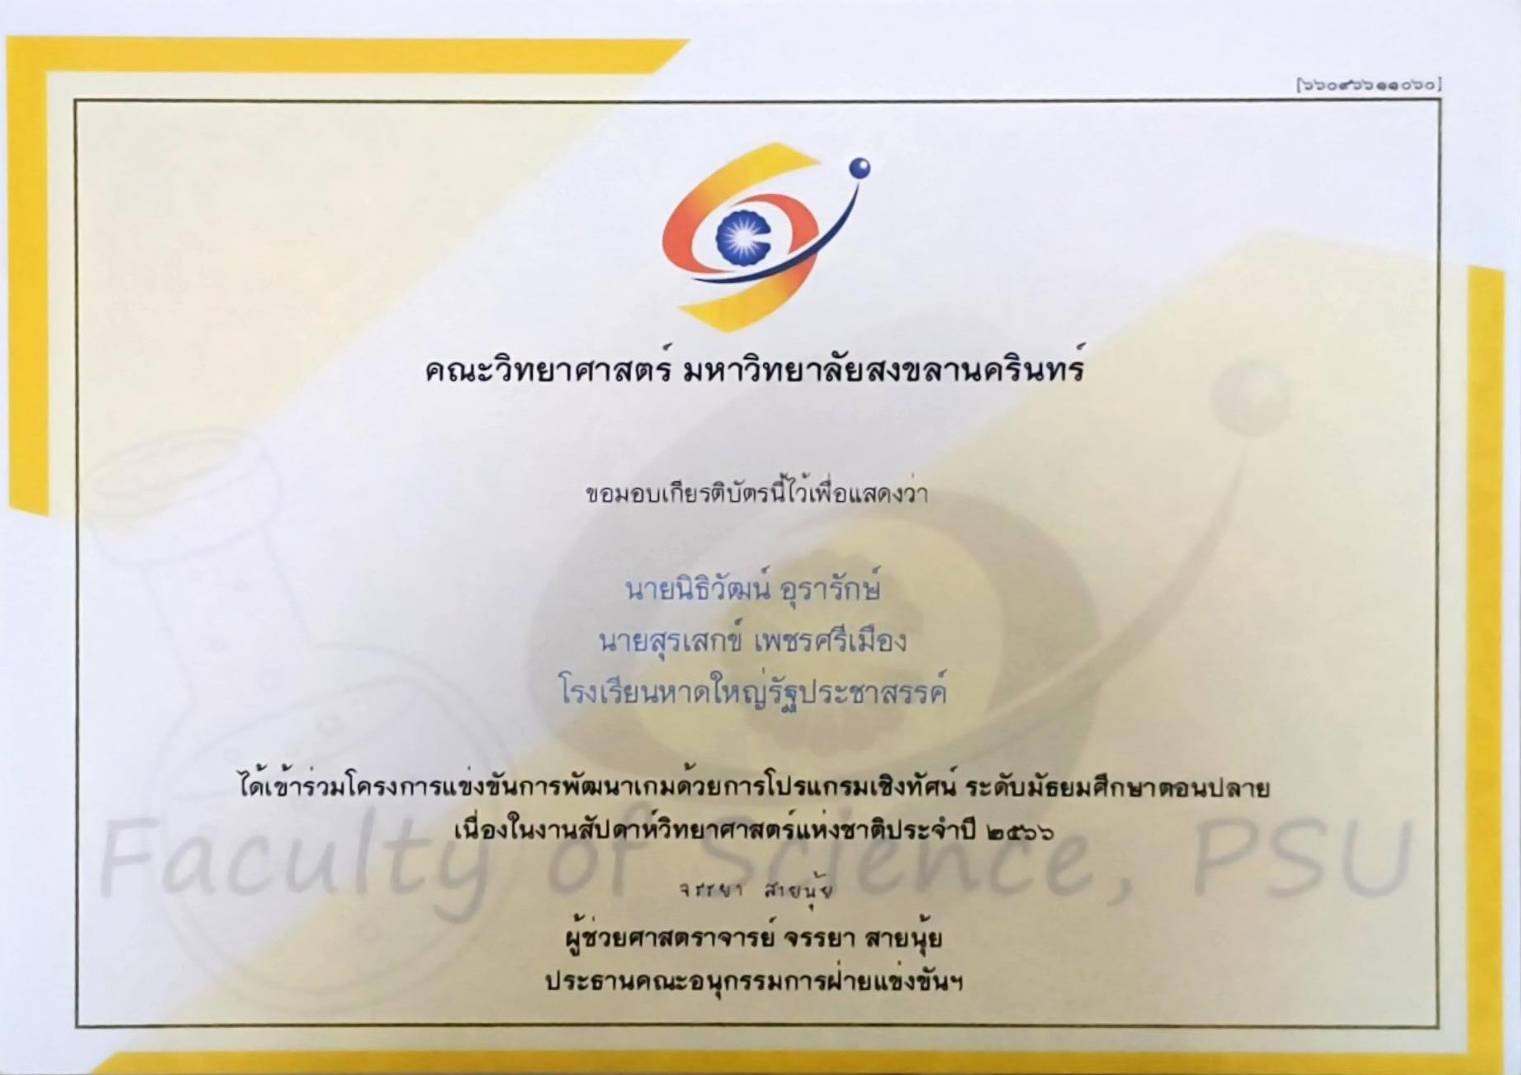 [๖๖๐๙๖๖๑๑๐๖๐]
คณะวิทยาศาสตร์ มหาวิทยาลัยสงขลานครินทร์
ขอมอบเกียรติบัตรนี้ไว้เพื่อแสดงว่า
นายนิธิวัฒน์ อุรารักษ์
นายสุรเสกข์ เพชรศรีเมือง
โรงเรียนหาดใหญ่รัฐประชาสรรค์
ได้เข้าร่วมโครงการแข่งขันการพัฒนาเกมด้วยการโปรแกรมเชิงทัศน์ ระดับมัธยมศึกษาตอนปลาย
เนื่องในงานสัปดาห์วิทยาศาสตร์แห่งชาติประจำปี ๒๕๖๖
Faculty of Science, PSU
จรรยา สายนุ้ย
ผู้ช่วยศาสตราจารย์ จรรยา สายนุ้ย
ประธานคณะอนุกรรมการฝ่ายแข่งขันฯ